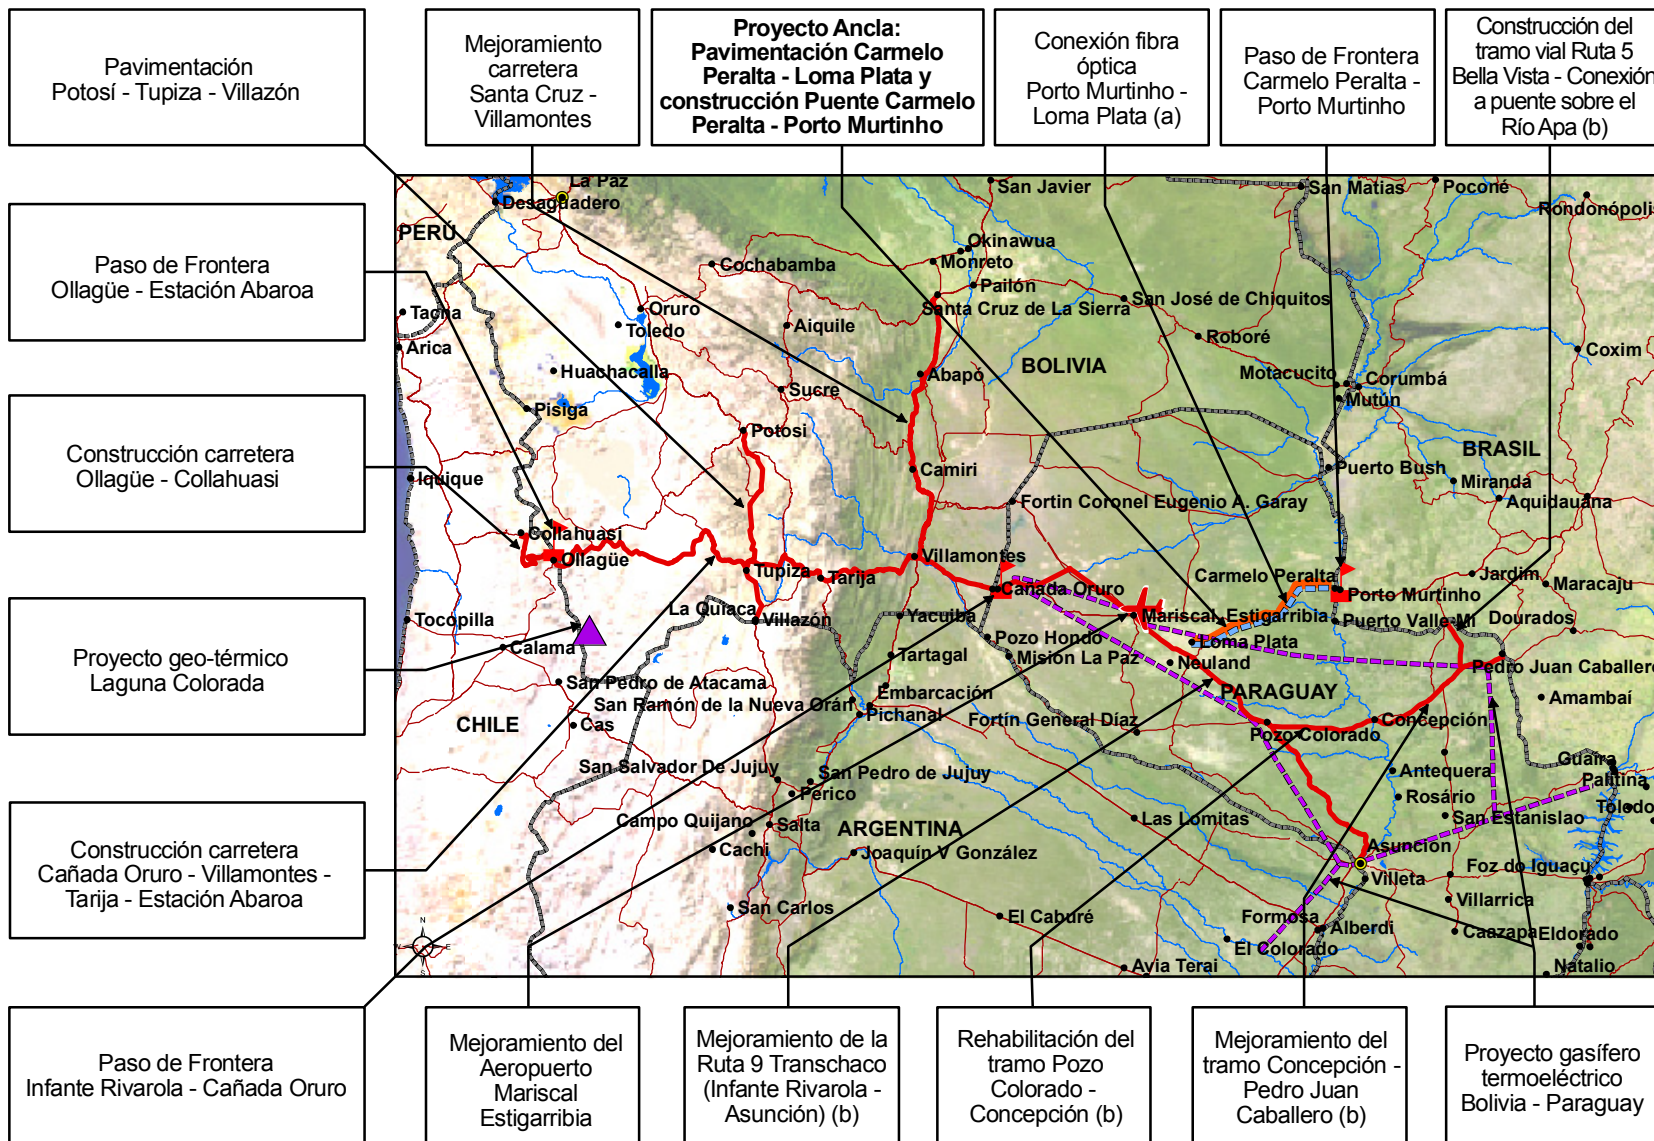 Pavimentación
Potosí - Tupiza - Villazón
Mejoramiento
carretera
Santa Cruz -
Villamontes
Proyecto Ancla:
Pavimentación Carmelo
Peralta - Loma Plata y
construcción Puente Carmelo
Peralta - Porto Murtinho
Conexión fibra
óptica
Porto Murtinho -
Loma Plata (a)
Paso de Frontera
Carmelo Peralta -
Porto Murtinho
Construcción del
tramo vial Ruta 5
Bella Vista - Conexión
a puente sobre el
Río Apa (b)
Paso de Frontera
Ollagüe - Estación Abaroa
Construcción carretera
Ollagüe - Collahuasi
Proyecto geo-térmico
Laguna Colorada
Construcción carretera
Cañada Oruro - Villamontes -
Tarija - Estación Abaroa
Paso de Frontera
Infante Rivarola - Cañada Oruro
La Paz
Desaguadero
PERÚ
San Javier
San Matias
Poconé
Rondonópolis
Okinawua
Monreto
Cochabamba
Pailón
Santa Cruz de La Sierra
San José de Chiquitos
Tacna
Oruro
Toledo
Aiquile
Roboré
Arica
Coxim
Huachacalla
Abapó
BOLIVIA
Motacucito
Corumbá
Mutún
Sucre
Pisiga
Potosi
BRASIL
Camiri
Puerto Bush
Iquique
Miranda
Aquidauana
Fortin Coronel Eugenio A. Garay
Collahuasi
Ollagüe
Villamontes
Tupiza
Tarija
Cañada Oruro
Carmelo Peralta
Jardim
Maracaju
Porto Murtinho
La Quiaca
Villazón
Yacuiba
Mariscal Estigarribia
Puerto Valle-Mi
Dourados
Tocopilla
Pozo Hondo
Loma Plata
Calama
Tartagal
Misión La Paz
Neuland
Pedro Juan Caballero
San Pedro de Atacama
Embarcación
PARAGUAY
Amambaí
San Ramón de la Nueva Orán
Pichanal
Fortín General Díaz
Concepción
CHILE
Cas
Pozo Colorado
San Salvador De Jujuy
San Pedro de Jujuy
Antequera
Guaíra
Palitina
Perico
Rosário
Toledo
Campo Quijano
Salta
ARGENTINA
Las Lomitas
San Estanislao
Cachi
Joaquín V González
Asunción
Foz do Iguaçu
Villeta
San Carlos
El Caburé
Villarrica
Formosa
Alberdi
Caazapa
Eldorado
El Colorado
Avia Terai
Natalio
N
W
E
S
Mejoramiento del
Aeropuerto
Mariscal
Estigarribia
Mejoramiento de la
Ruta 9 Transchaco
(Infante Rivarola -
Asunción) (b)
Rehabilitación del
tramo Pozo
Colorado -
Concepción (b)
Mejoramiento del
tramo Concepción -
Pedro Juan
Caballero (b)
Proyecto gasífero
termoeléctrico
Bolivia - Paraguay